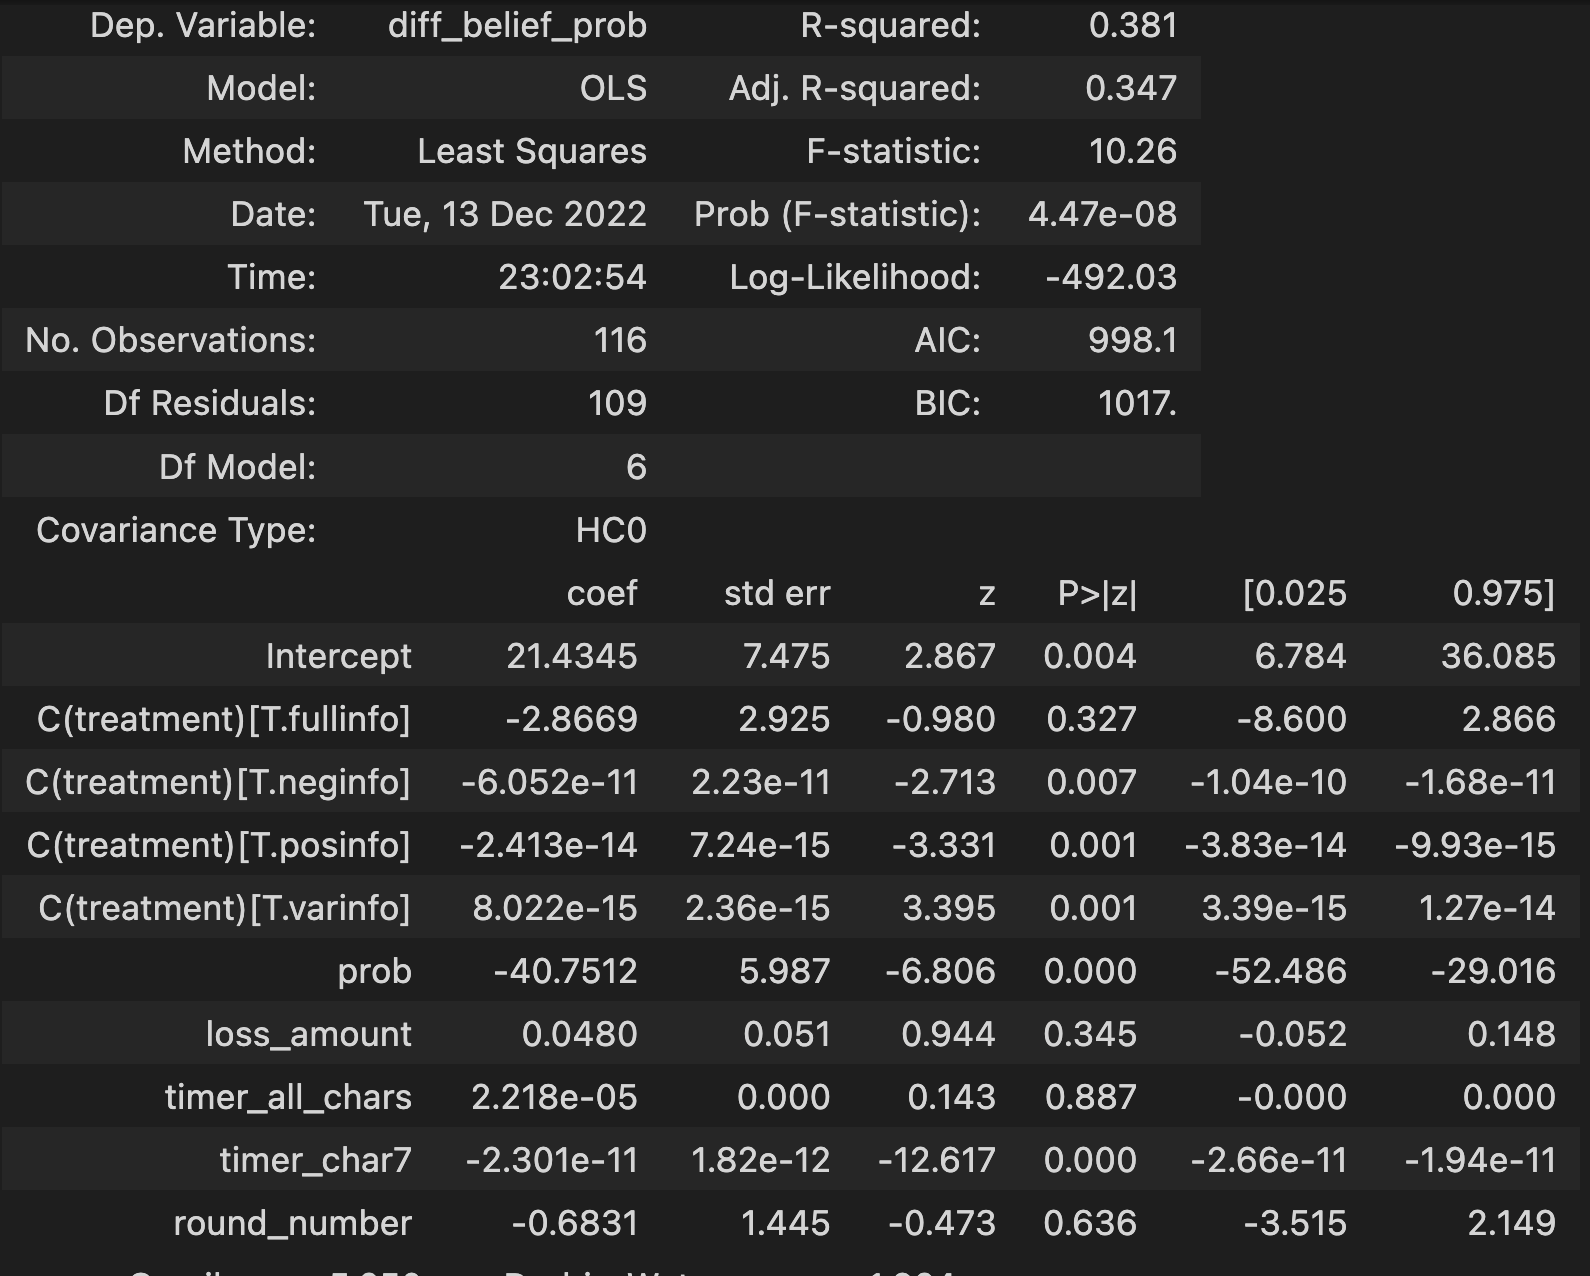 Dep. Variable: diff_belief_prob R-squared: 0.381
Model: OLS Adj. R-squared: 0.347
Method: Least Squares F-statistic: 10.26
Date: Tue, 13 Dec 2022 Prob (F-statistic): 4.47e-08
Time: 23:02:54 Log-Likelihood: -492.03
No. Observations: 116 AIC: 998.1
Df Residuals: 109 BIC: 1017.
Df Model: 6
Covariance Type: HC0
coef std err z P>|z| [0.025 0.975]
Intercept 21.4345 7.475 2.867 0.004 6.784 36.085
C(treatment)[T.fullinfo] -2.8669 2.925 -0.980 0.327 -8.600 2.866
C(treatment)[T.neginfo] -6.052e-11 2.23e-11 -2.713 0.007 -1.04e-10 -1.68e-11
C(treatment)[T.posinfo] -2.413e-14 7.24e-15 -3.331 0.001 -3.83e-14 -9.93e-15
C(treatment)[T.varinfo] 8.022e-15 2.36e-15 3.395 0.001 3.39e-15 1.27e-14
prob -40.7512 5.987 -6.806 0.000 -52.486 -29.016
loss_amount 0.0480 0.051 0.944 0.345 -0.052 0.148
timer_all_chars 2.218e-05 0.000 0.143 0.887 -0.000 0.000
timer_char7 -2.301e-11 1.82e-12 -12.617 0.000 -2.66e-11 -1.94e-11
round_number -0.6831 1.445 -0.473 0.636 -3.515 2.149